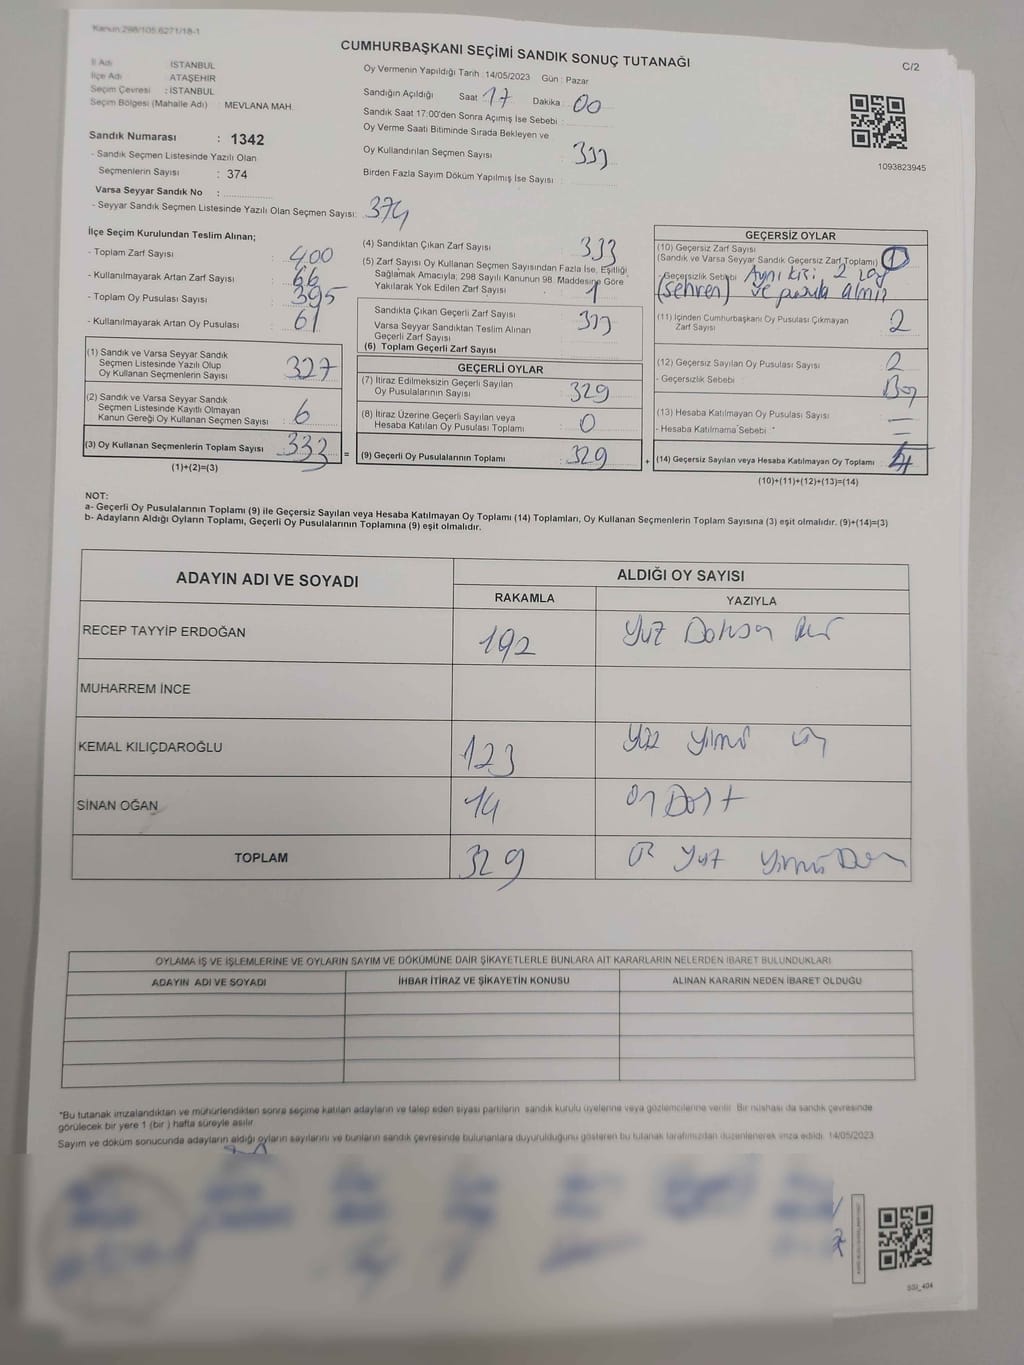 Kanun:298/105.6271/18-1
CUMHURBAŞKANI SEÇİMİ SANDIK SONUÇ TUTANAĞI
C/2
İl Adı : İSTANBUL
İlçe Adı : ATAŞEHİR
Seçim Çevresi : İSTANBUL
Seçim Bölgesi (Mahalle Adı) : MEVLANA MAH.
Sandık Numarası : 1342
- Sandık Seçmen Listesinde Yazılı Olan
Seçmenlerin Sayısı : 374
Varsa Seyyar Sandık No :
- Seyyar Sandık Seçmen Listesinde Yazılı Olan Seçmen Sayısı: 374
Oy Vermenin Yapıldığı Tarih : 14/05/2023 Gün : Pazar
Sandığın Açıldığı Saat 17 Dakika : 00
Sandık Saat 17:00'den Sonra Açımış İse Sebebi :
Oy Verme Saati Bitiminde Sırada Bekleyen ve
Oy Kullandırılan Seçmen Sayısı : 333
Birden Fazla Sayım Döküm Yapılmış İse Sayısı :
1093823945
İlçe Seçim Kurulundan Teslim Alınan;
- Toplam Zarf Sayısı : 400
- Kullanılmayarak Artan Zarf Sayısı : 66
- Toplam Oy Pusulası Sayısı : 395
- Kullanılmayarak Artan Oy Pusulası : 61
(1) Sandık ve Varsa Seyyar Sandık
Seçmen Listesinde Yazılı Olup
Oy Kullanan Seçmenlerin Sayısı : 327
(2) Sandık ve Varsa Seyyar Sandık
Seçmen Listesinde Kayıtlı Olmayan
Kanun Gereği Oy Kullanan Seçmen Sayısı : 6
(3) Oy Kullanan Seçmenlerin Toplam Sayısı : 333
(1)+(2)=(3)
(4) Sandıktan Çıkan Zarf Sayısı : 333
(5) Zarf Sayısı Oy Kullanan Seçmen Sayısından Fazla İse, Eşitliği
Sağlamak Amacıyla; 298 Sayılı Kanunun 98. Maddesine Göre
Yakılarak Yok Edilen Zarf Sayısı : 1
Sandıkta Çıkan Geçerli Zarf Sayısı : 333
Varsa Seyyar Sandıktan Teslim Alınan
Geçerli Zarf Sayısı :
(6) Toplam Geçerli Zarf Sayısı
GEÇERLİ OYLAR
(7) İtiraz Edilmeksizin Geçerli Sayılan
Oy Pusulalarının Sayısı : 329
(8) İtiraz Üzerine Geçerli Sayılan veya
Hesaba Katılan Oy Pusulası Toplamı : 0
= (9) Geçerli Oy Pusulalarının Toplamı : 329
GEÇERSİZ OYLAR
(10) Geçersiz Zarf Sayısı
(Sandık ve Varsa Seyyar Sandık Geçersiz Zarf Toplamı) : 1
-Geçersizlik Sebebi Aynı kişi, 2 zarf
(Sehven) ve pusula almış
(11) İçinden Cumhurbaşkanı Oy Pusulası Çıkmayan
Zarf Sayısı : 2
(12) Geçersiz Sayılan Oy Pusulası Sayısı : 2
- Geçersizlik Sebebi : Boş
(13) Hesaba Katılmayan Oy Pusulası Sayısı : —
- Hesaba Katılmama Sebebi : —
+ (14) Geçersiz Sayılan veya Hesaba Katılmayan Oy Toplamı : 4
(10)+(11)+(12)+(13)=(14)
NOT:
a- Geçerli Oy Pusulalarının Toplamı (9) ile Geçersiz Sayılan veya Hesaba Katılmayan Oy Toplamı (14) Toplamları, Oy Kullanan Seçmenlerin Toplam Sayısına (3) eşit olmalıdır. (9)+(14)=(3)
b- Adayların Aldığı Oyların Toplamı, Geçerli Oy Pusulalarının Toplamına (9) eşit olmalıdır.
ADAYIN ADI VE SOYADI ALDIĞI OY SAYISI
RAKAMLA YAZIYLA
RECEP TAYYİP ERDOĞAN 192 Yüz Doksan iki
MUHARREM İNCE
KEMAL KILIÇDAROĞLU 123 Yüz yirmi üç
SİNAN OĞAN 14 On Dört
TOPLAM 329 Üç Yüz Yirmi Dokuz
OYLAMA İŞ VE İŞLEMLERİNE VE OYLARIN SAYIM VE DÖKÜMÜNE DAİR ŞİKAYETLERLE BUNLARA AİT KARARLARIN NELERDEN İBARET BULUNDUKLARI
ADAYIN ADI VE SOYADI İHBAR İTİRAZ VE ŞİKAYETİN KONUSU ALINAN KARARIN NEDEN İBARET OLDUĞU
*Bu tutanak imzalandıktan ve mühürlendikten sonra seçime katılan adayların ve talep eden siyasi partilerin sandık kurulu üyelerine veya gözlemcilerine verilir. Bir nüshası da sandık çevresinde
görülecek bir yere 1 (bir ) hafta süreyle asılır.
Sayım ve döküm sonucunda adayların aldığı oyların sayılarını ve bunların sandık çevresinde bulunanlara duyurulduğunu gösteren bu tutanak tarafımızdan düzenlenerek imza edildi. 14/05/2023
SSI_404